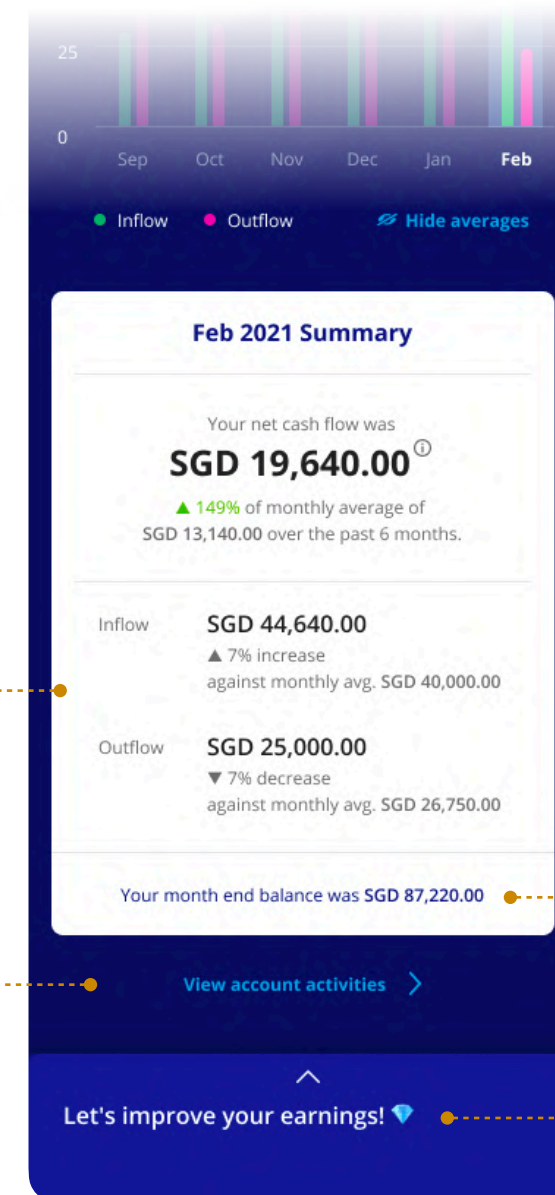 25
0
Sep Oct Nov Dec Jan Feb
Inflow Outflow Hide averages
Feb 2021 Summary
Your net cash flow was
SGD 19,640.00
▲ 149% of monthly average of
SGD 13,140.00 over the past 6 months.
Inflow SGD 44,640.00
▲ 7% increase
against monthly avg. SGD 40,000.00
Outflow SGD 25,000.00
▼ 7% decrease
against monthly avg. SGD 26,750.00
Your month end balance was SGD 87,220.00
View account activities
Let's improve your earnings! 💎